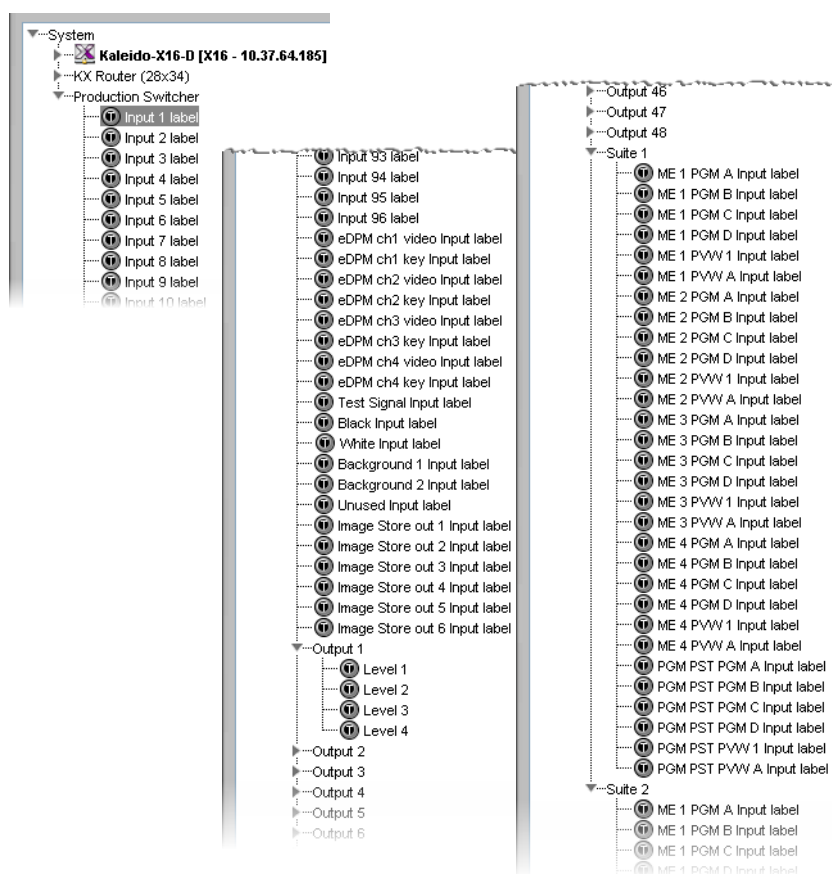 System
Kaleido-X16-D [X16 - 10.37.64.185]
KX Router (28x34)
Production Switcher
Input 1 label
Input 2 label
Input 3 label
Input 4 label
Input 5 label
Input 6 label
Input 7 label
Input 8 label
Input 9 label
Input 10 label
Input 93 label
Input 94 label
Input 95 label
Input 96 label
eDPM ch1 video Input label
eDPM ch1 key Input label
eDPM ch2 video Input label
eDPM ch2 key Input label
eDPM ch3 video Input label
eDPM ch3 key Input label
eDPM ch4 video Input label
eDPM ch4 key Input label
Test Signal Input label
Black Input label
White Input label
Background 1 Input label
Background 2 Input label
Unused Input label
Image Store out 1 Input label
Image Store out 2 Input label
Image Store out 3 Input label
Image Store out 4 Input label
Image Store out 5 Input label
Image Store out 6 Input label
Output 1
Level 1
Level 2
Level 3
Level 4
Output 2
Output 3
Output 4
Output 5
Output 6
Output 46
Output 47
Output 48
Suite 1
ME 1 PGM A Input label
ME 1 PGM B Input label
ME 1 PGM C Input label
ME 1 PGM D Input label
ME 1 PVW 1 Input label
ME 1 PVW A Input label
ME 2 PGM A Input label
ME 2 PGM B Input label
ME 2 PGM C Input label
ME 2 PGM D Input label
ME 2 PVW 1 Input label
ME 2 PVW A Input label
ME 3 PGM A Input label
ME 3 PGM B Input label
ME 3 PGM C Input label
ME 3 PGM D Input label
ME 3 PVW 1 Input label
ME 3 PVW A Input label
ME 4 PGM A Input label
ME 4 PGM B Input label
ME 4 PGM C Input label
ME 4 PGM D Input label
ME 4 PVW 1 Input label
ME 4 PVW A Input label
PGM PST PGM A Input label
PGM PST PGM B Input label
PGM PST PGM C Input label
PGM PST PGM D Input label
PGM PST PVW 1 Input label
PGM PST PVW A Input label
Suite 2
ME 1 PGM A Input label
ME 1 PGM B Input label
ME 1 PGM C Input label
ME 1 PGM D Input label